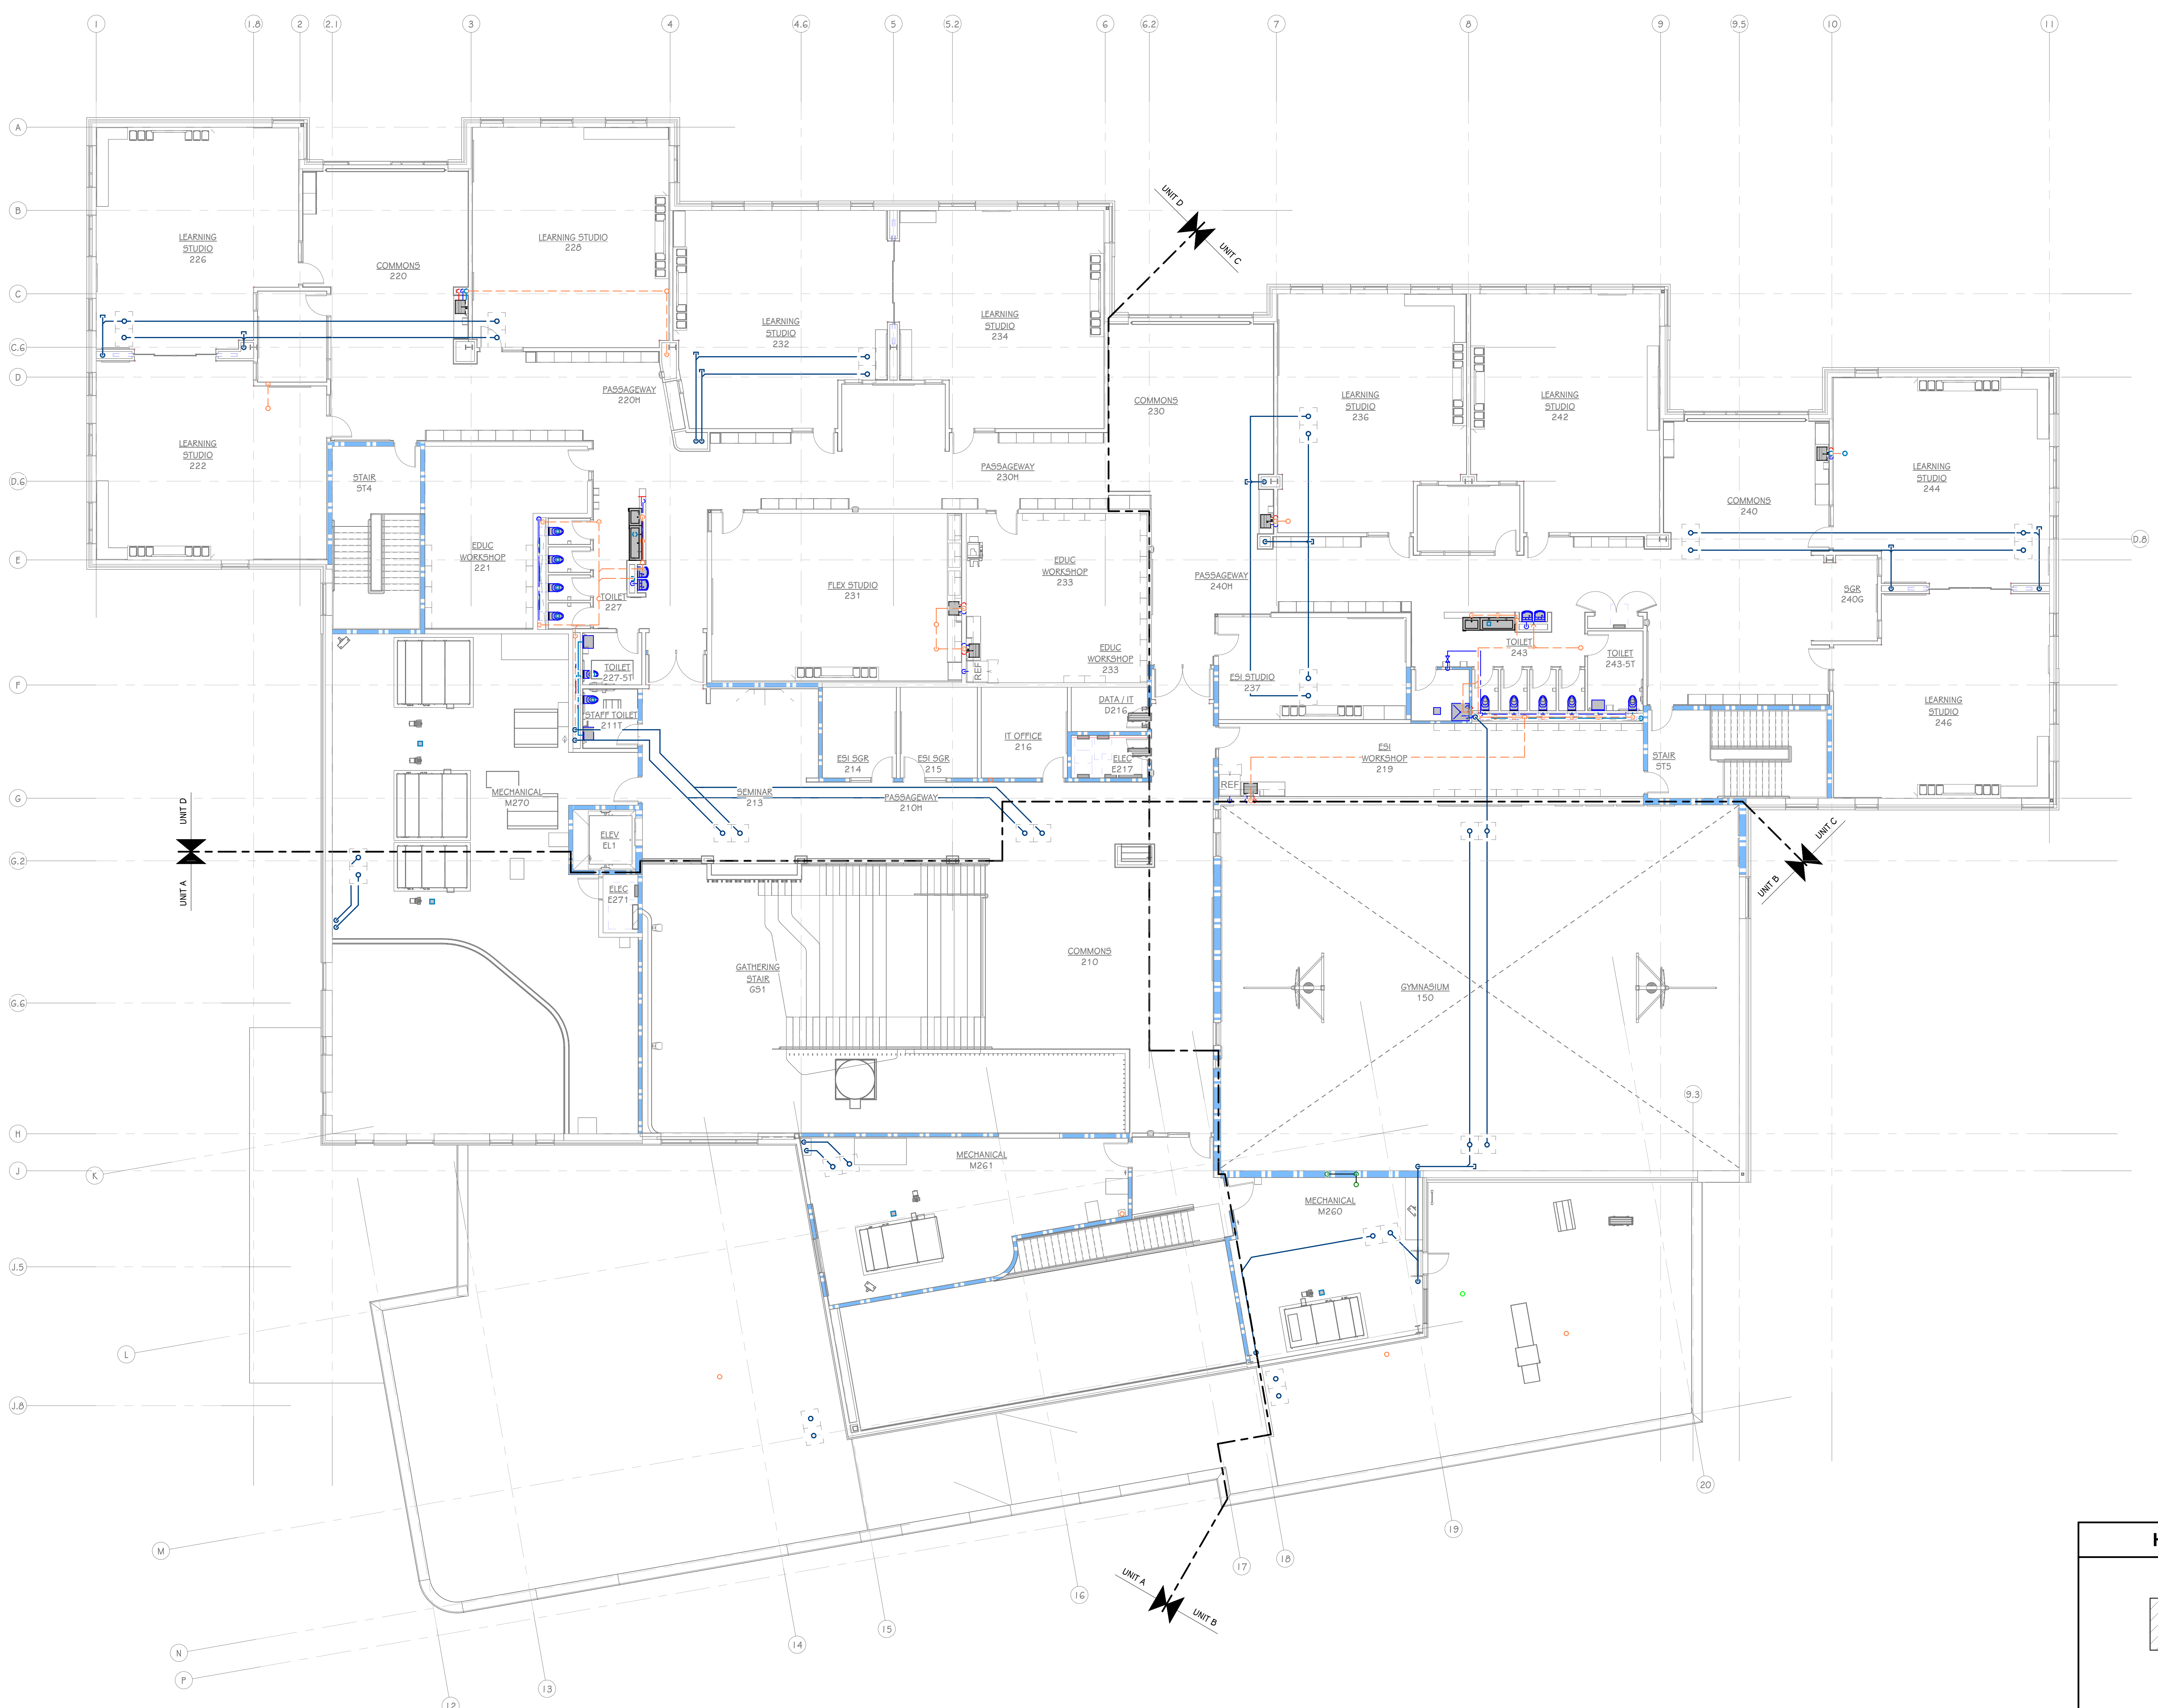 1
1.8
2
2.1
3
4
4.6
5
5.2
6
6.2
7
8
9
9.5
10
11
A
B
C
C.6
D
D.6
E
F
G
G.2
G.6
H
J
K
J.5
L
J.8
M
N
P
12
13
14
15
16
17
18
19
20
9.3
D.8
UNIT D
UNIT C
LEARNING
STUDIO
226
COMMONS
220
LEARNING STUDIO
228
LEARNING
STUDIO
232
LEARNING
STUDIO
234
PASSAGEWAY
220H
COMMONS
230
LEARNING
STUDIO
236
LEARNING
STUDIO
242
LEARNING
STUDIO
222
STAIR
ST4
PASSAGEWAY
230H
COMMONS
240
LEARNING
STUDIO
244
EDUC
WORKSHOP
221
TOILET
227
FLEX STUDIO
231
EDUC
WORKSHOP
233
PASSAGEWAY
240H
SGR
240G
TOILET
227-ST
EDUC
WORKSHOP
233
REF
TOILET
243
TOILET
243-ST
ESI STUDIO
237
STAFF TOILET
211T
DATA / IT
D216
LEARNING
STUDIO
246
ESI SGR
214
ESI SGR
215
IT OFFICE
216
ELEC
E217
ESI
WORKSHOP
219
STAIR
ST5
REF
MECHANICAL
M270
SEMINAR
213
PASSAGEWAY
210H
UNIT D
UNIT A
ELEV
EL1
ELEC
E271
UNIT C
UNIT B
GATHERING
STAIR
GS1
COMMONS
210
GYMNASIUM
150
MECHANICAL
M261
MECHANICAL
M260
UNIT A
UNIT B